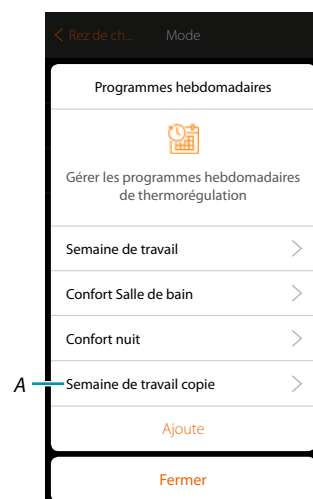 Rez de ch... Mode
Programmes hebdomadaires
Gérer les programmes hebdomadaires
de thermorégulation
Semaine de travail
Confort Salle de bain
Confort nuit
A Semaine de travail copie
Ajoute
Fermer